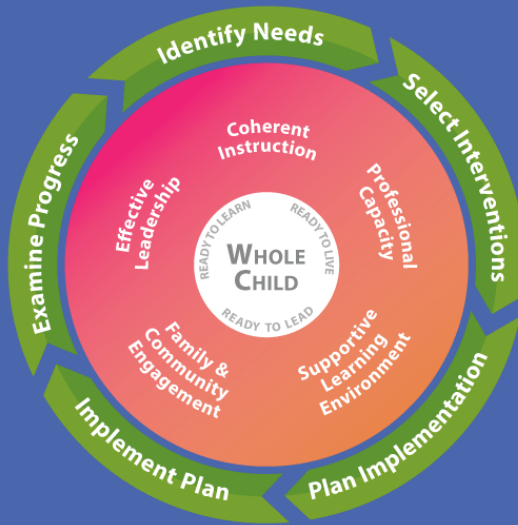 Identify Needs
Select Interventions
Plan Implementation
Implement Plan
Examine Progress
Coherent
Instruction
Professional
Capacity
Supportive
Learning
Environment
Family &
Community
Engagement
Effective
Leadership
READY TO LEARN
READY TO LIVE
WHOLE
CHILD
READY TO LEAD